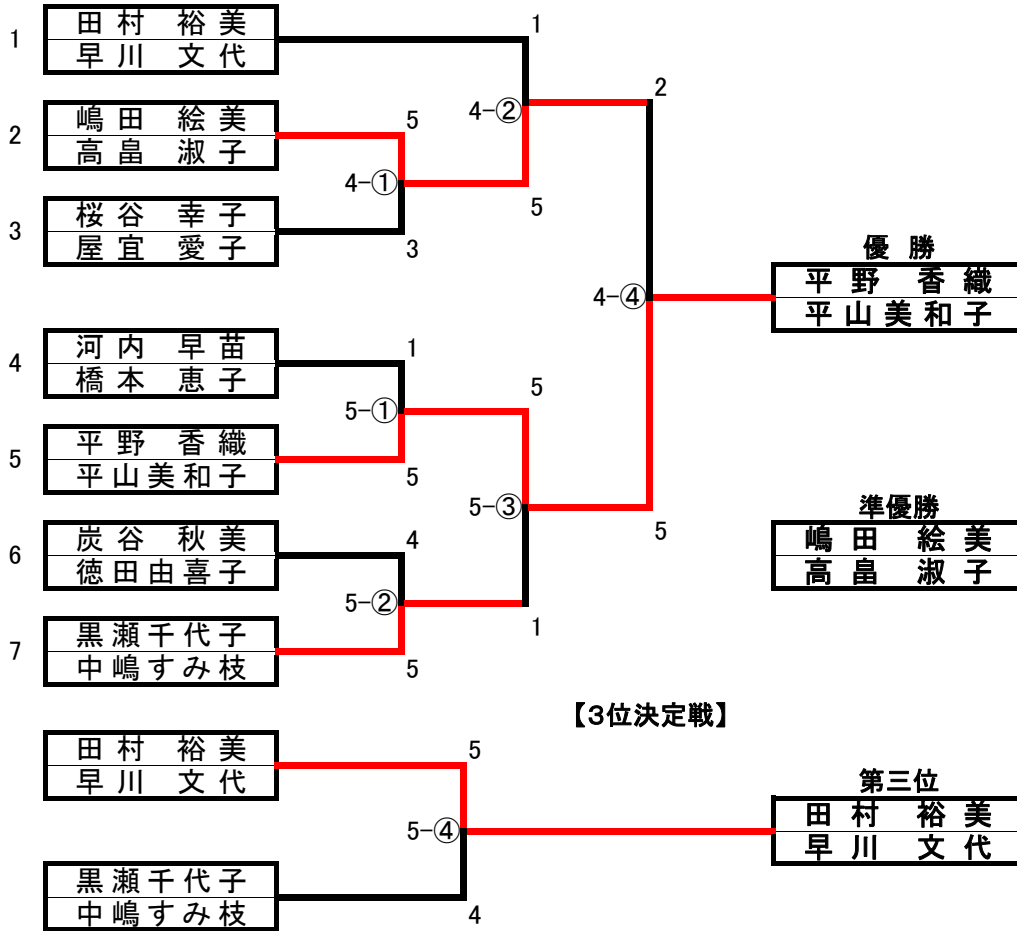 1
田村 裕美
早川 文代
1
2
嶋田 絵美
高畠 淑子
5
4-②
2
4-①
3
桜谷 幸子
屋宜 愛子
3
5
優勝
平野 香織
平山美和子
4-④
4
河内 早苗
橋本 恵子
1
5
5-①
5
平野 香織
平山美和子
5
5-③
5
準優勝
嶋田 絵美
高畠 淑子
6
炭谷 秋美
徳田由喜子
4
5-②
1
7
黒瀬千代子
中嶋すみ枝
5
【3位決定戦】
田村 裕美
早川 文代
5
5-④
第三位
田村 裕美
早川 文代
黒瀬千代子
中嶋すみ枝
4